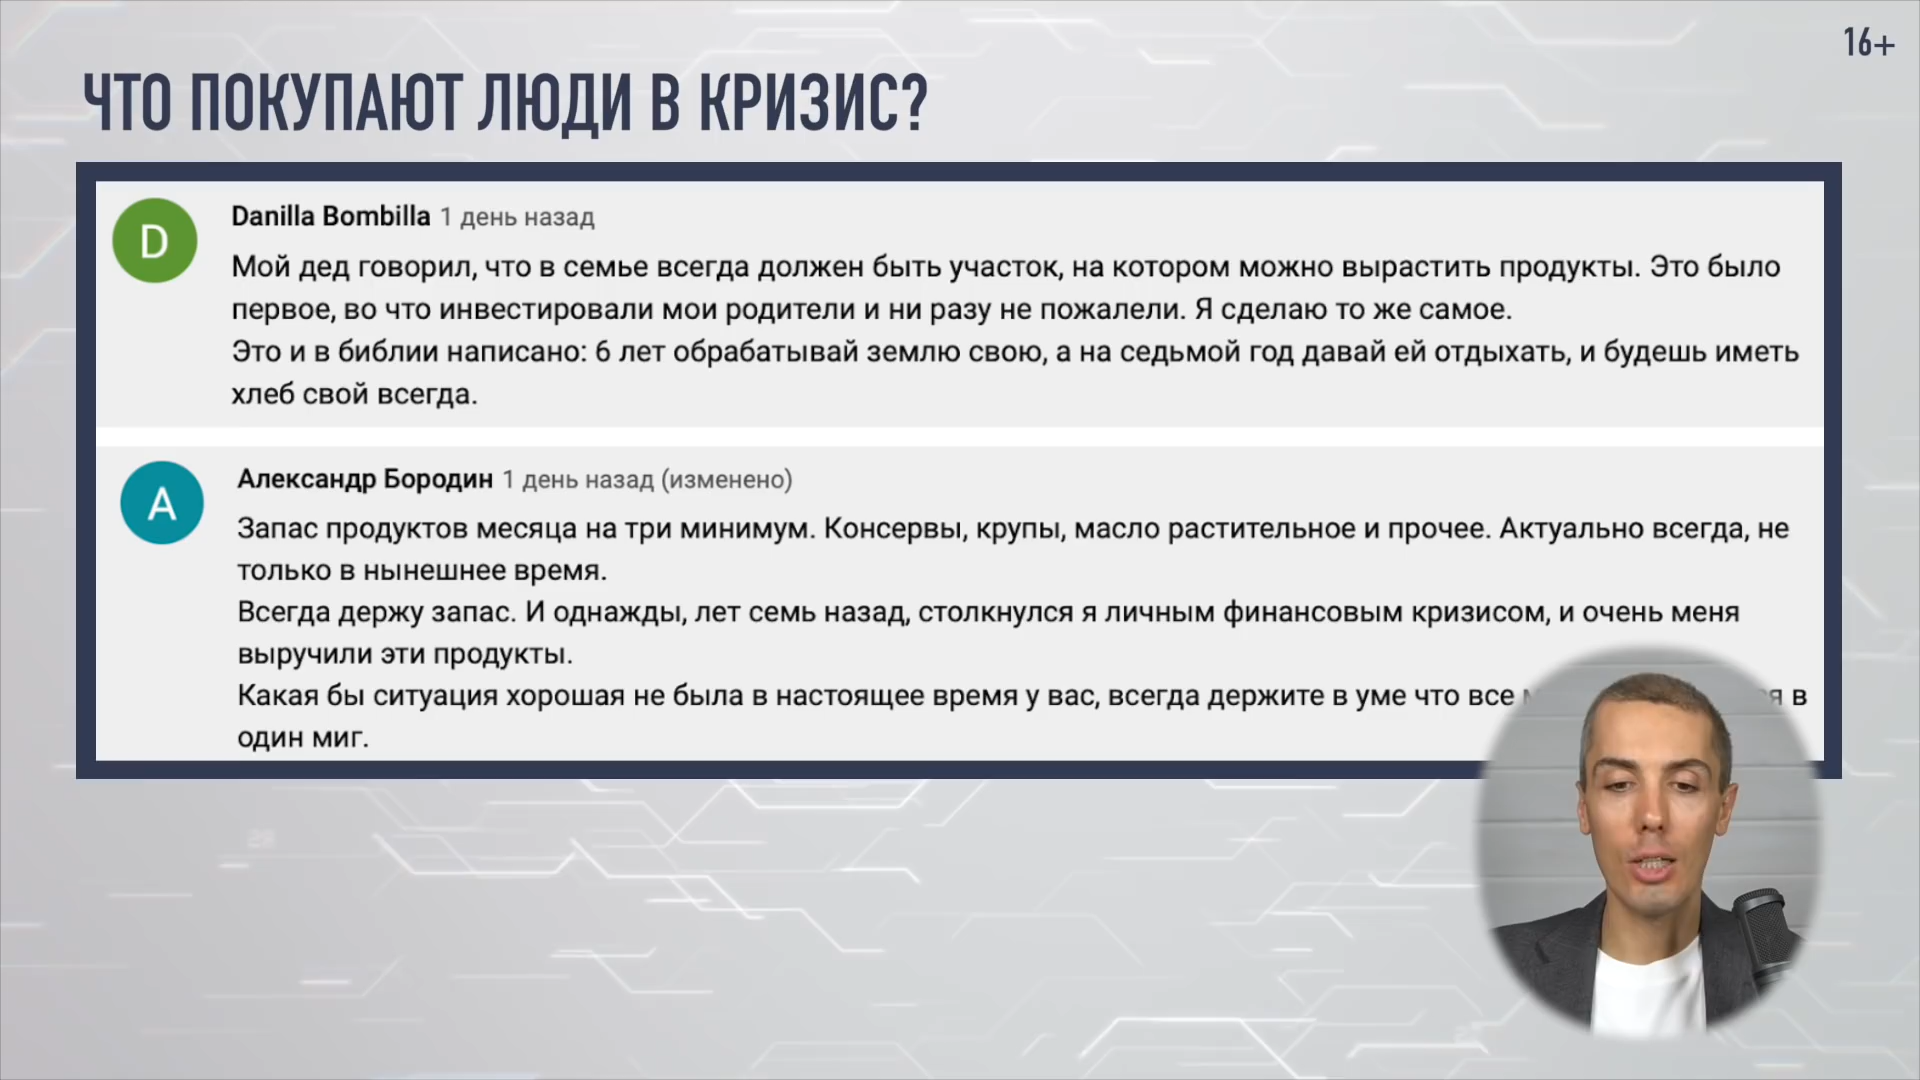 16+
ЧТО ПОКУПАЮТ ЛЮДИ В КРИЗИС?
D
Danilla Bombilla 1 день назад
Мой дед говорил, что в семье всегда должен быть участок, на котором можно вырастить продукты. Это было
первое, во что инвестировали мои родители и ни разу не пожалели. Я сделаю то же самое.
Это и в библии написано: 6 лет обрабатывай землю свою, а на седьмой год давай ей отдыхать, и будешь иметь
хлеб свой всегда.
А
Александр Бородин 1 день назад (изменено)
Запас продуктов месяца на три минимум. Консервы, крупы, масло растительное и прочее. Актуально всегда, не
только в нынешнее время.
Всегда держу запас. И однажды, лет семь назад, столкнулся я личным финансовым кризисом, и очень меня
выручили эти продукты.
Какая бы ситуация хорошая не была в настоящее время у вас, всегда держите в уме что все в
один миг.